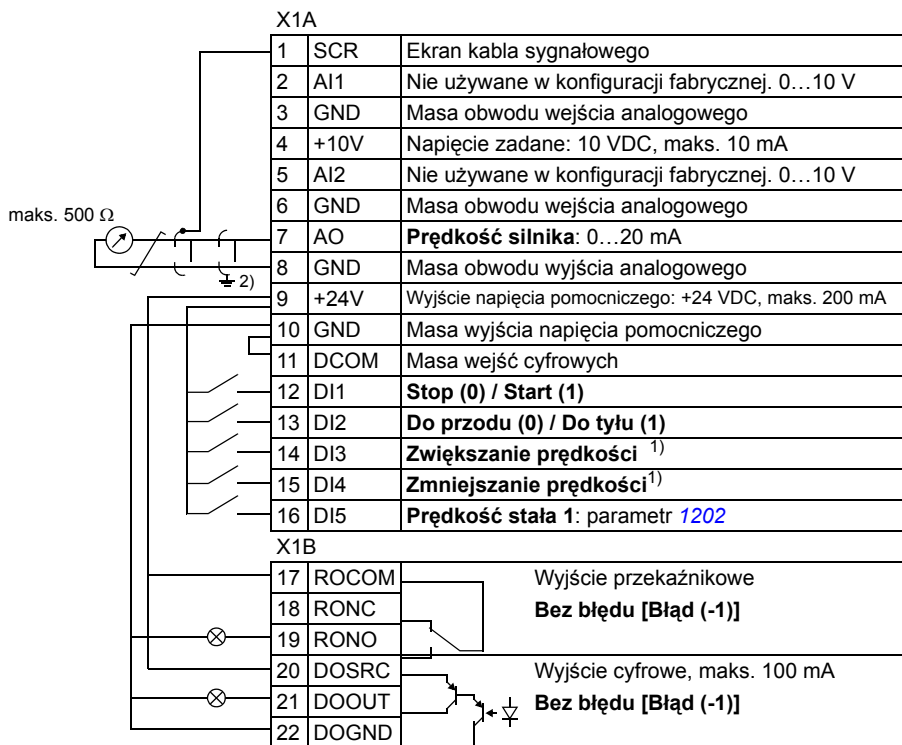 X1A
1 SCR Ekran kabla sygnałowego
2 AI1 Nie używane w konfiguracji fabrycznej. 0…10 V
3 GND Masa obwodu wejścia analogowego
4 +10V Napięcie zadane: 10 VDC, maks. 10 mA
5 AI2 Nie używane w konfiguracji fabrycznej. 0…10 V
6 GND Masa obwodu wejścia analogowego
maks. 500 Ω
7 AO Prędkość silnika: 0…20 mA
8 GND Masa obwodu wyjścia analogowego
2)
9 +24V Wyjście napięcia pomocniczego: +24 VDC, maks. 200 mA
10 GND Masa wyjścia napięcia pomocniczego
11 DCOM Masa wejść cyfrowych
12 DI1 Stop (0) / Start (1)
13 DI2 Do przodu (0) / Do tyłu (1)
14 DI3 Zwiększanie prędkości 1)
15 DI4 Zmniejszanie prędkości1)
16 DI5 Prędkość stała 1: parametr 1202
X1B
17 ROCOM Wyjście przekaźnikowe
18 RONC Bez błędu [Błąd (-1)]
19 RONO
20 DOSRC Wyjście cyfrowe, maks. 100 mA
21 DOOUT Bez błędu [Błąd (-1)]
22 DOGND